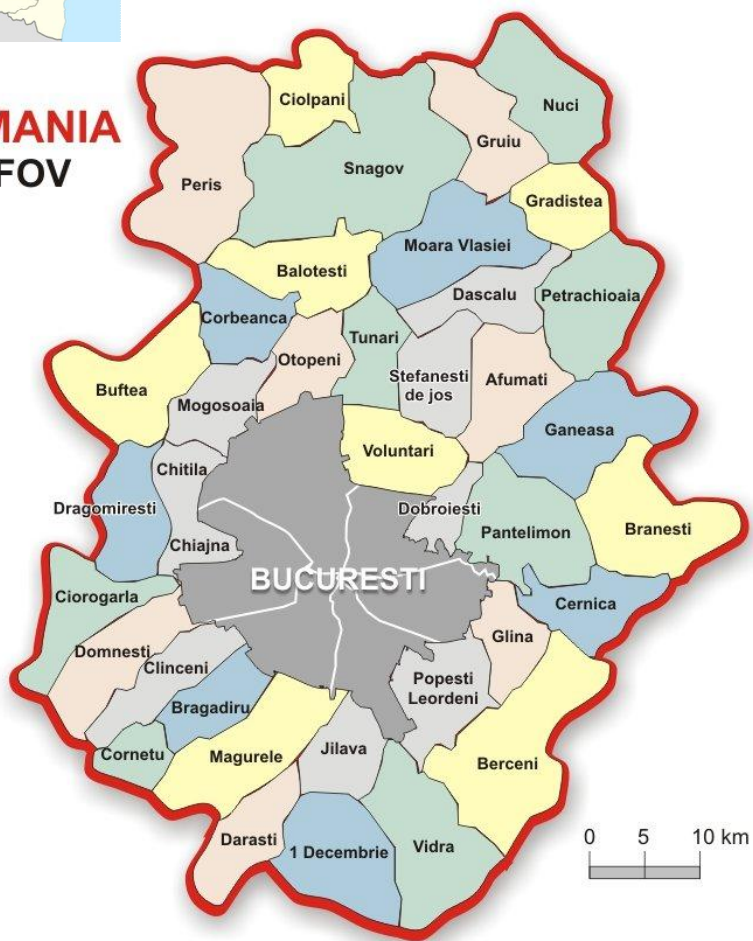 MANIA
FOV
Ciolpani
Nuci
Gruiu
Snagov
Peris
Gradistea
Moara Vlasiei
Balotesti
Dascalu
Petrachioaia
Corbeanca
Tunari
Otopeni
Stefanesti
de jos
Afumati
Buftea
Mogosoaia
Ganeasa
Voluntari
Chitila
Dragomiresti
Dobroiesti
Pantelimon
Branesti
Chiajna
BUCURESTI
Ciorogarla
Cernica
Glina
Domnesti
Clinceni
Popesti
Leordeni
Bragadiru
Cornetu
Magurele
Jilava
Berceni
Darasti
1 Decembrie
Vidra
0 5 10 km